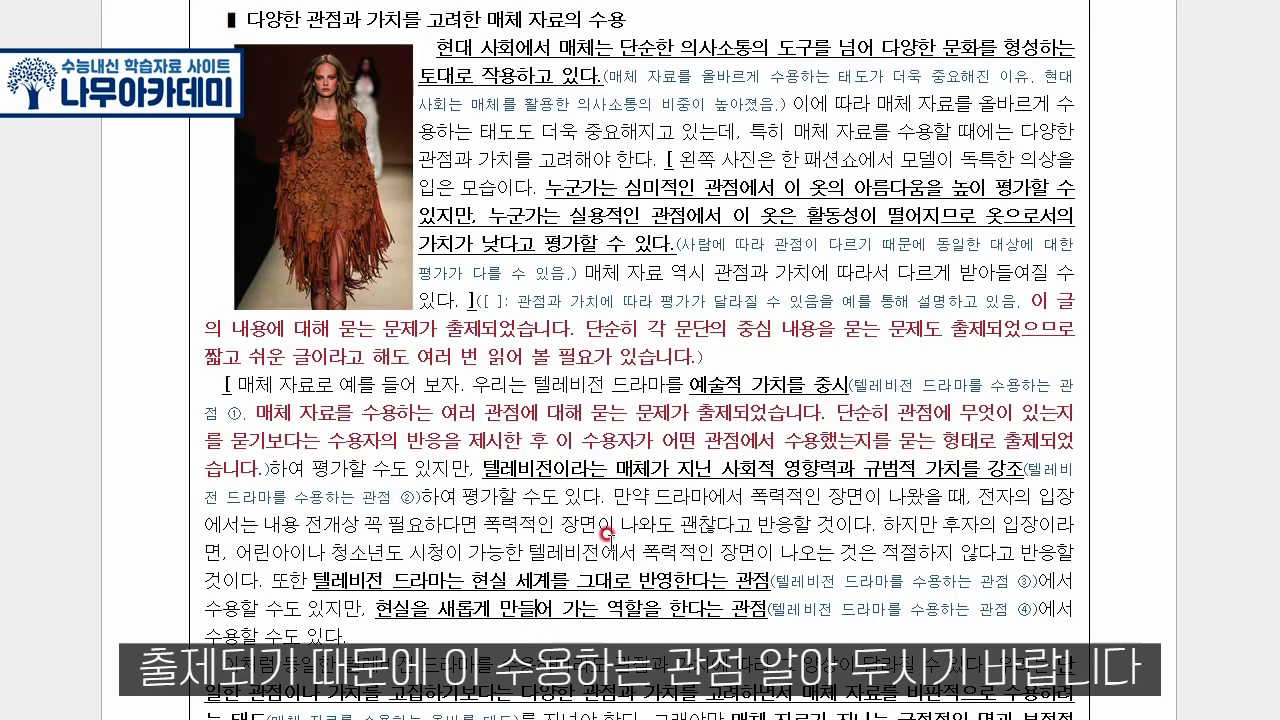 ▮ 다양한 관점과 가치를 고려한 매체 자료의 수용
수능내신 학습자료 사이트
나무아카데미
현대 사회에서 매체는 단순한 의사소통의 도구를 넘어 다양한 문화를 형성하는
토대로 작용하고 있다.(매체 자료를 올바르게 수용하는 태도가 더욱 중요해진 이유. 현대
사회는 매체를 활용한 의사소통의 비중이 높아졌음.) 이에 따라 매체 자료를 올바르게 수
용하는 태도도 더욱 중요해지고 있는데, 특히 매체 자료를 수용할 때에는 다양한
관점과 가치를 고려해야 한다. [ 왼쪽 사진은 한 패션쇼에서 모델이 독특한 의상을
입은 모습이다. 누군가는 심미적인 관점에서 이 옷의 아름다움을 높이 평가할 수
있지만, 누군가는 실용적인 관점에서 이 옷은 활동성이 떨어지므로 옷으로서의
가치가 낮다고 평가할 수 있다.(사람에 따라 관점이 다르기 때문에 동일한 대상에 대한
평가가 다를 수 있음.) 매체 자료 역시 관점과 가치에 따라서 다르게 받아들여질 수
있다. ]([ ]: 관점과 가치에 따라 평가가 달라질 수 있음을 예를 통해 설명하고 있음. 이 글
의 내용에 대해 묻는 문제가 출제되었습니다. 단순히 각 문단의 중심 내용을 묻는 문제도 출제되었으므로
짧고 쉬운 글이라고 해도 여러 번 읽어 볼 필요가 있습니다.)
[ 매체 자료로 예를 들어 보자. 우리는 텔레비전 드라마를 예술적 가치를 중시(텔레비전 드라마를 수용하는 관
점 ①. 매체 자료를 수용하는 여러 관점에 대해 묻는 문제가 출제되었습니다. 단순히 관점에 무엇이 있는지
를 묻기보다는 수용자의 반응을 제시한 후 이 수용자가 어떤 관점에서 수용했는지를 묻는 형태로 출제되었
습니다.)하여 평가할 수도 있지만, 텔레비전이라는 매체가 지닌 사회적 영향력과 규범적 가치를 강조(텔레비
전 드라마를 수용하는 관점 ②)하여 평가할 수도 있다. 만약 드라마에서 폭력적인 장면이 나왔을 때, 전자의 입장
에서는 내용 전개상 꼭 필요하다면 폭력적인 장면이 나와도 괜찮다고 반응할 것이다. 하지만 후자의 입장이라
면, 어린아이나 청소년도 시청이 가능한 텔레비전에서 폭력적인 장면이 나오는 것은 적절하지 않다고 반응할
것이다. 또한 텔레비전 드라마는 현실 세계를 그대로 반영한다는 관점(텔레비전 드라마를 수용하는 관점 ③)에서
수용할 수도 있지만, 현실을 새롭게 만들어 가는 역할을 한다는 관점(텔레비전 드라마를 수용하는 관점 ④)에서
수용할 수도 있다.
출제되기 때문에 이 수용하는 관점 알아 두시기 바랍니다
일한 관점이나 가치를 고집하기보다는 다양한 관점과 가치를 고려하면서 매체 자료를 비판적으로 수용하려